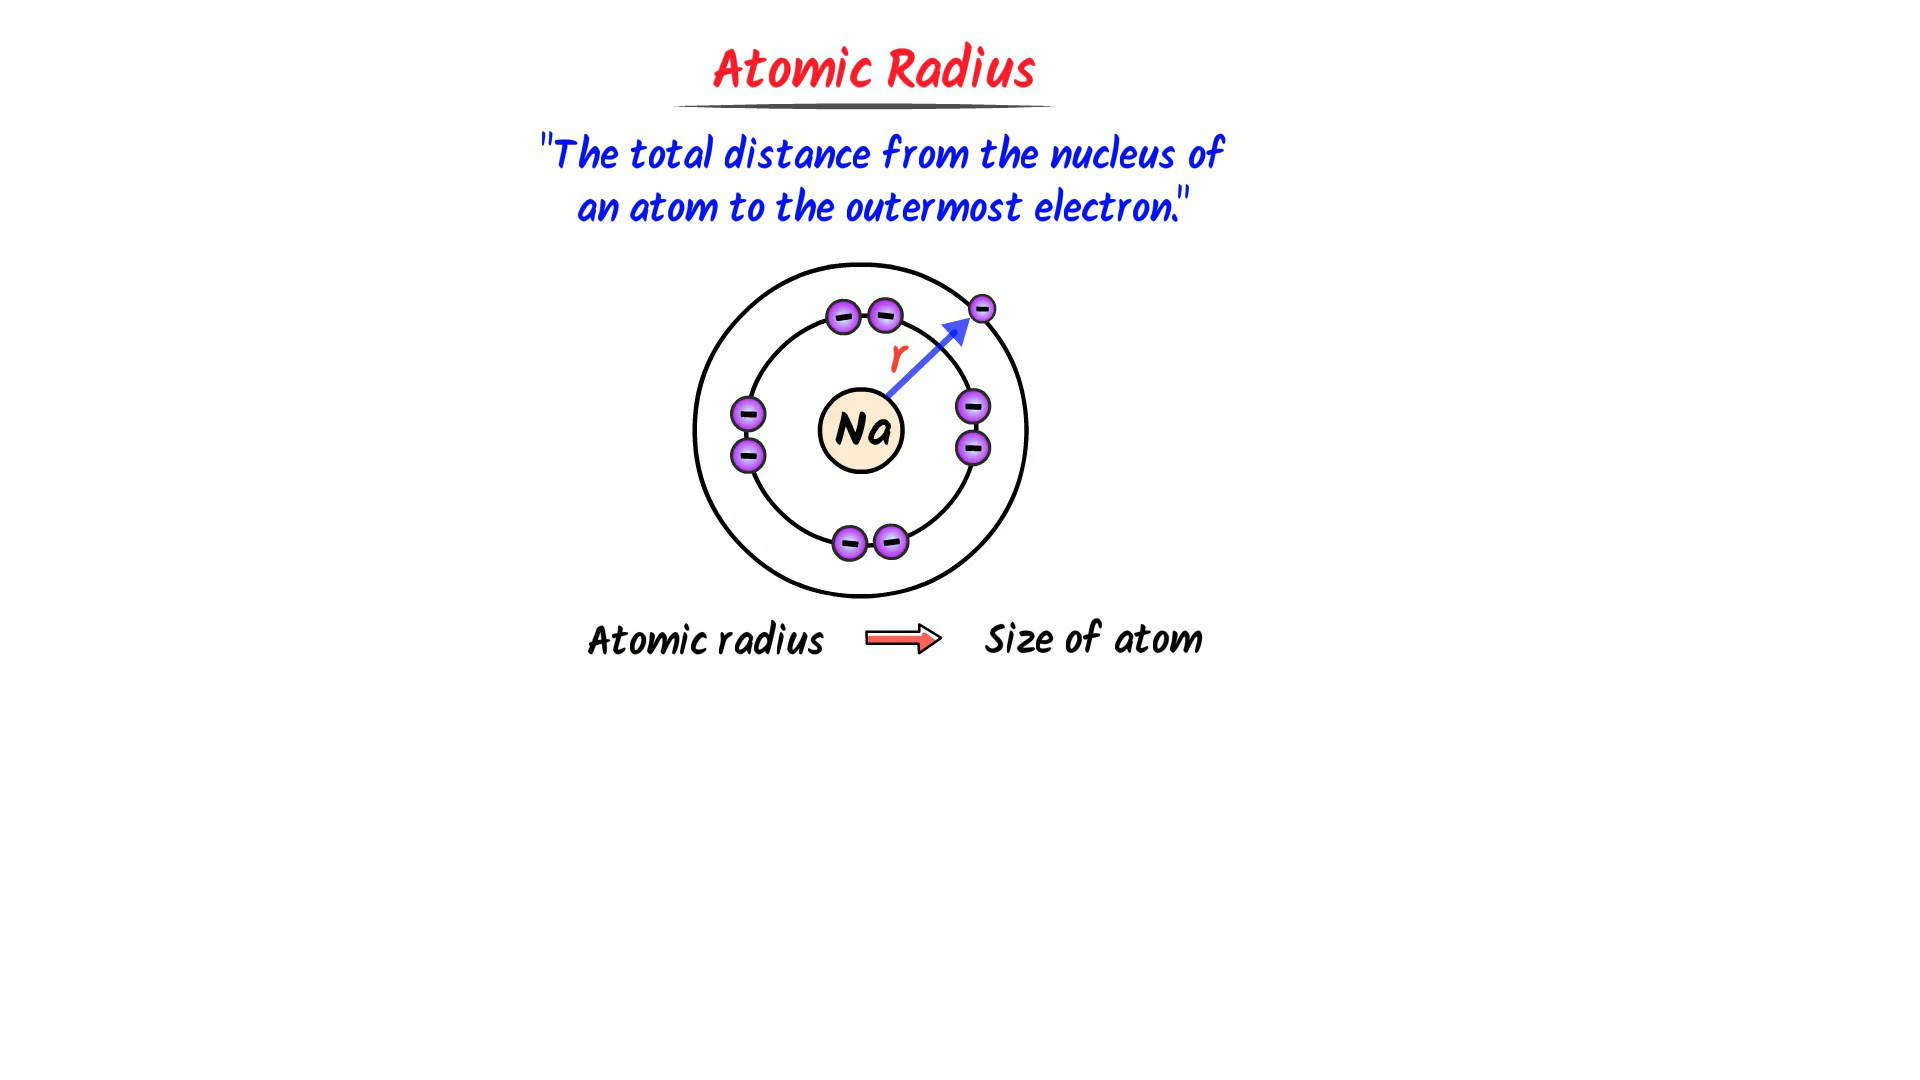 Atomic Radius
"The total distance from the nucleus of
an atom to the outermost electron."
r
Na
Atomic radius
Size of atom